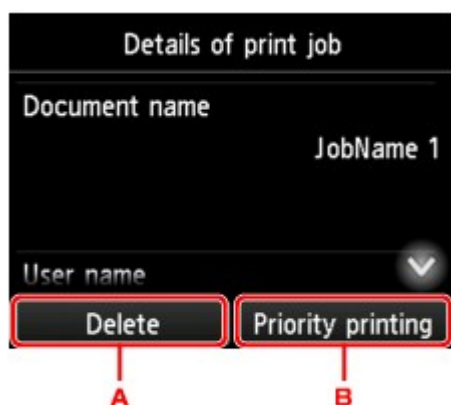 Details of print job
Document name
JobName 1
User name
Delete
Priority printing
A
B